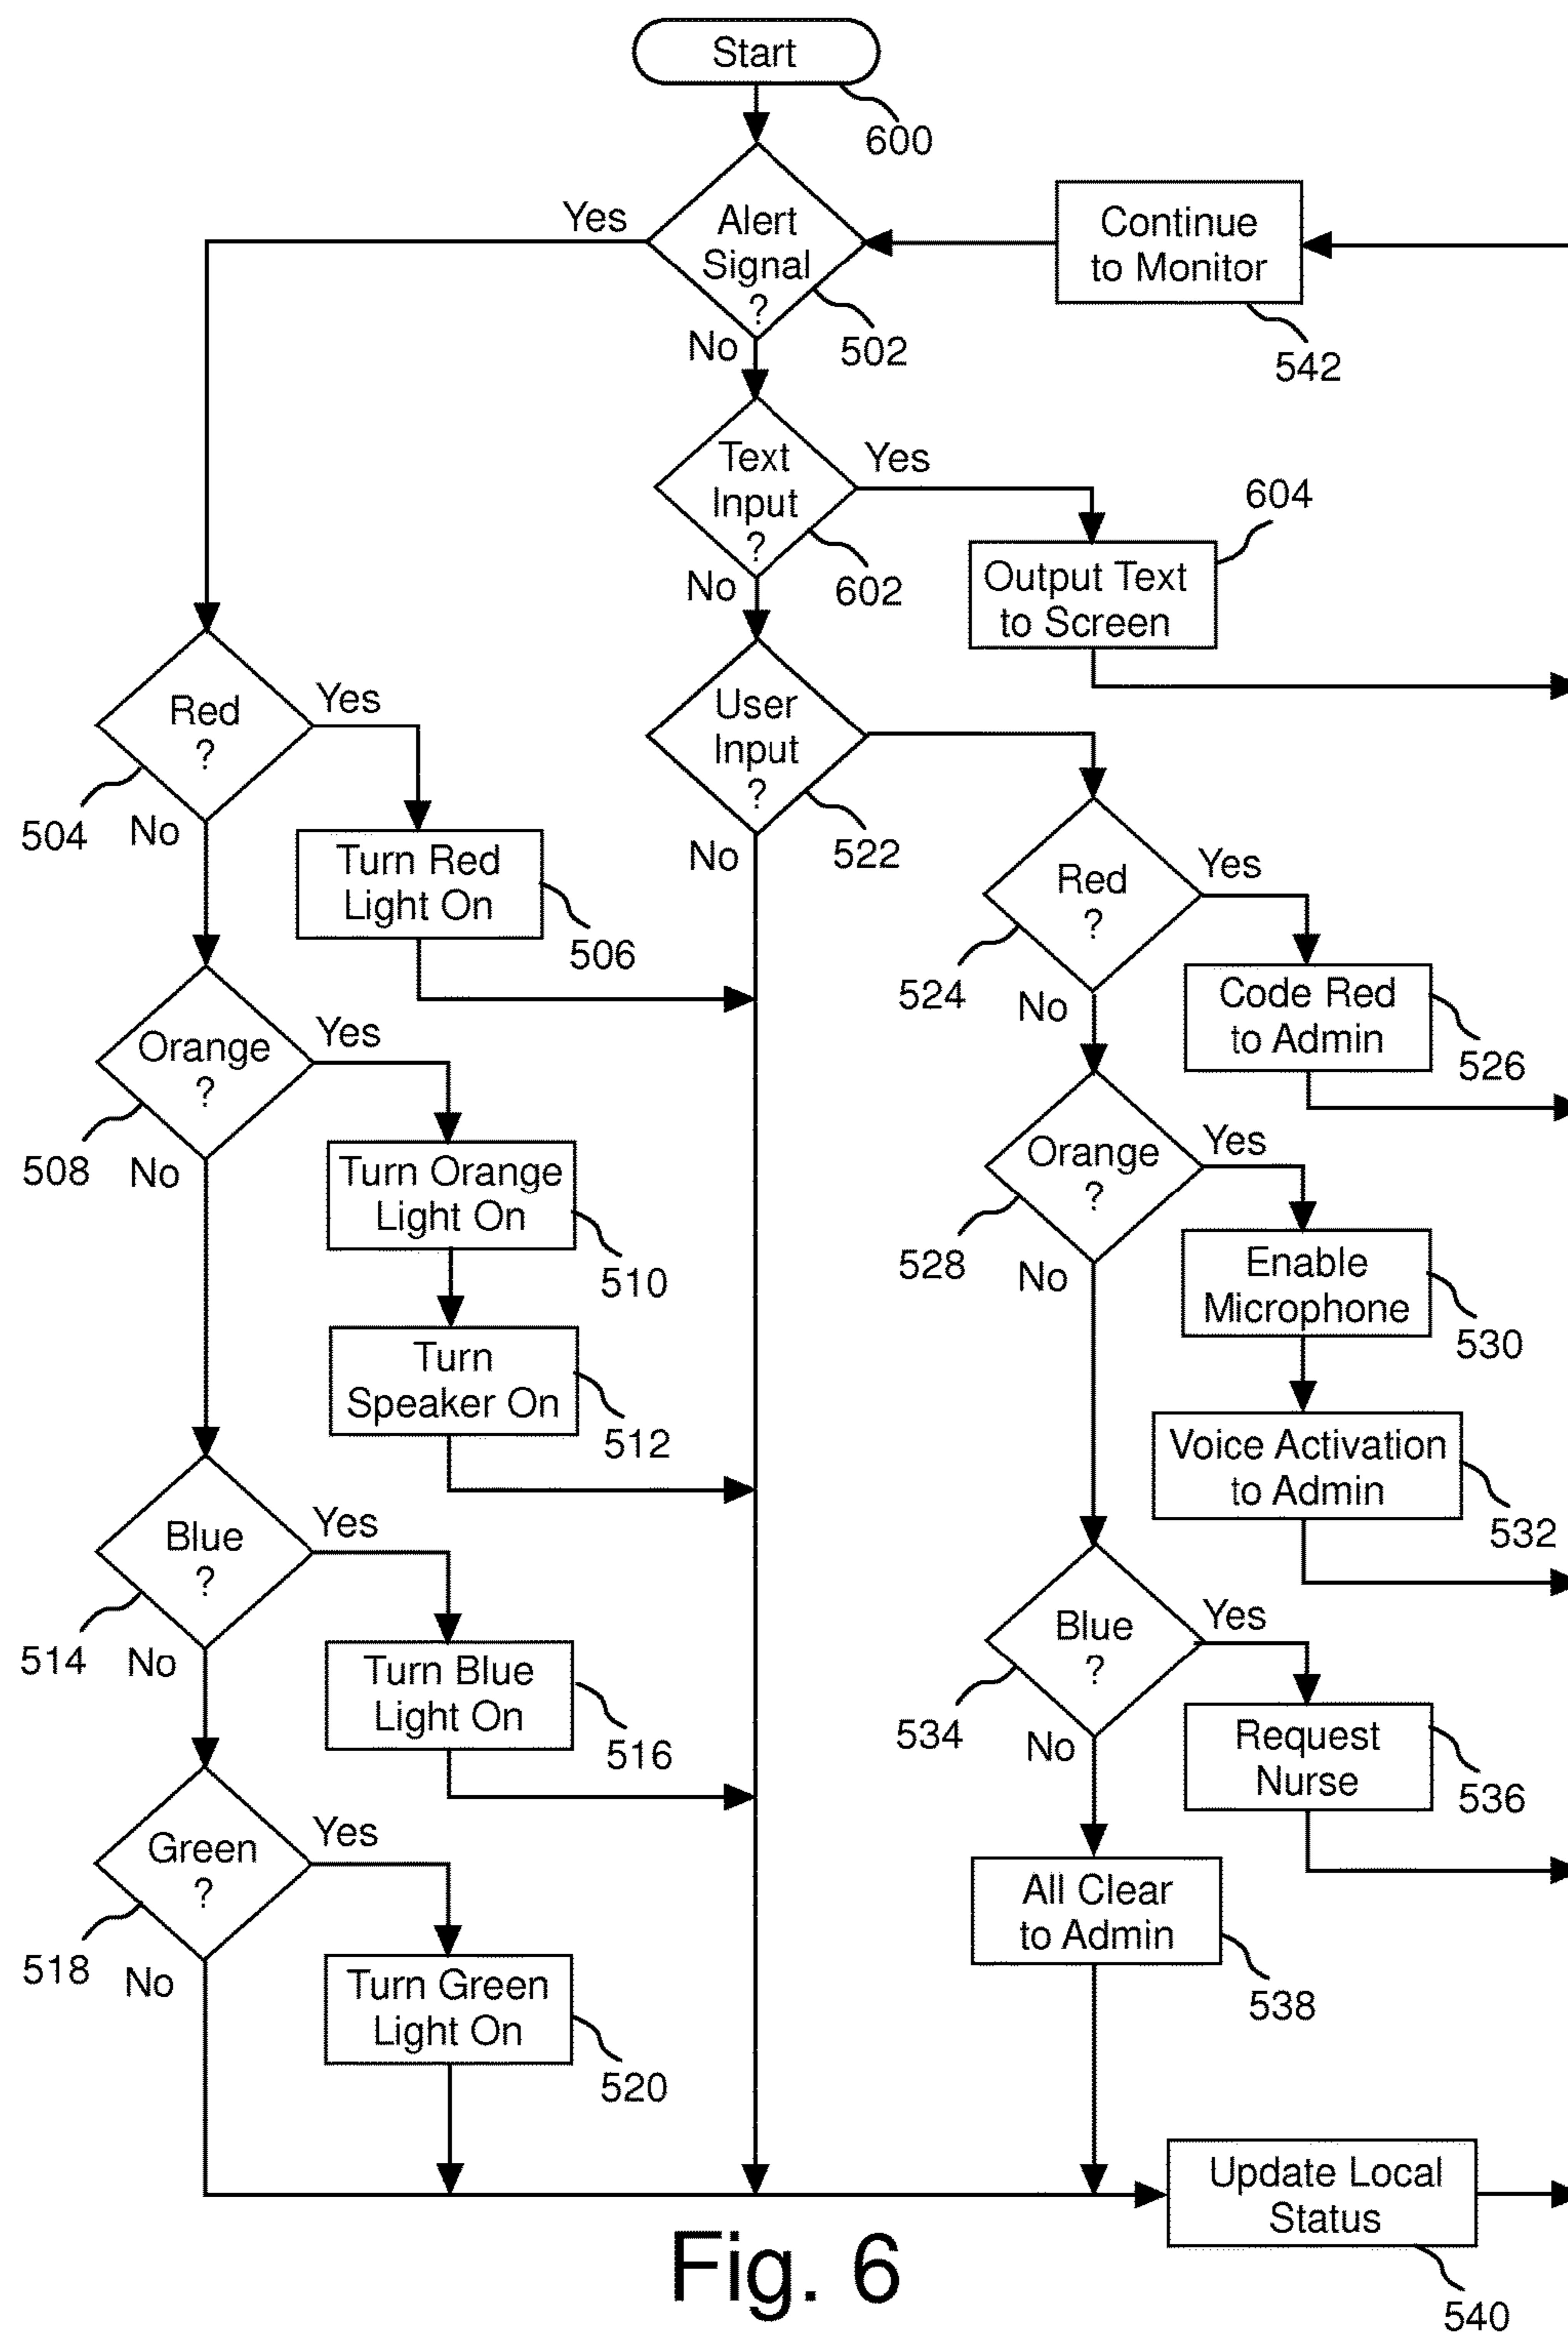 Start
600
Alert
Signal
?
Yes
No
502
Continue
to Monitor
542
Text
Input
?
Yes
No
602
604
Output Text
to Screen
User
Input
?
No
522
Red
?
Yes
504
No
Turn Red
Light On
506
Orange
?
Yes
508
No
Turn Orange
Light On
510
Turn
Speaker On
512
Blue
?
Yes
514
No
Turn Blue
Light On
516
Green
?
Yes
518
No
Turn Green
Light On
520
Red
?
Yes
524
No
Code Red
to Admin
526
Orange
?
Yes
528
No
Enable
Microphone
530
Voice Activation
to Admin
532
Blue
?
Yes
534
No
Request
Nurse
536
All Clear
to Admin
538
Update Local
Status
540
Fig. 6